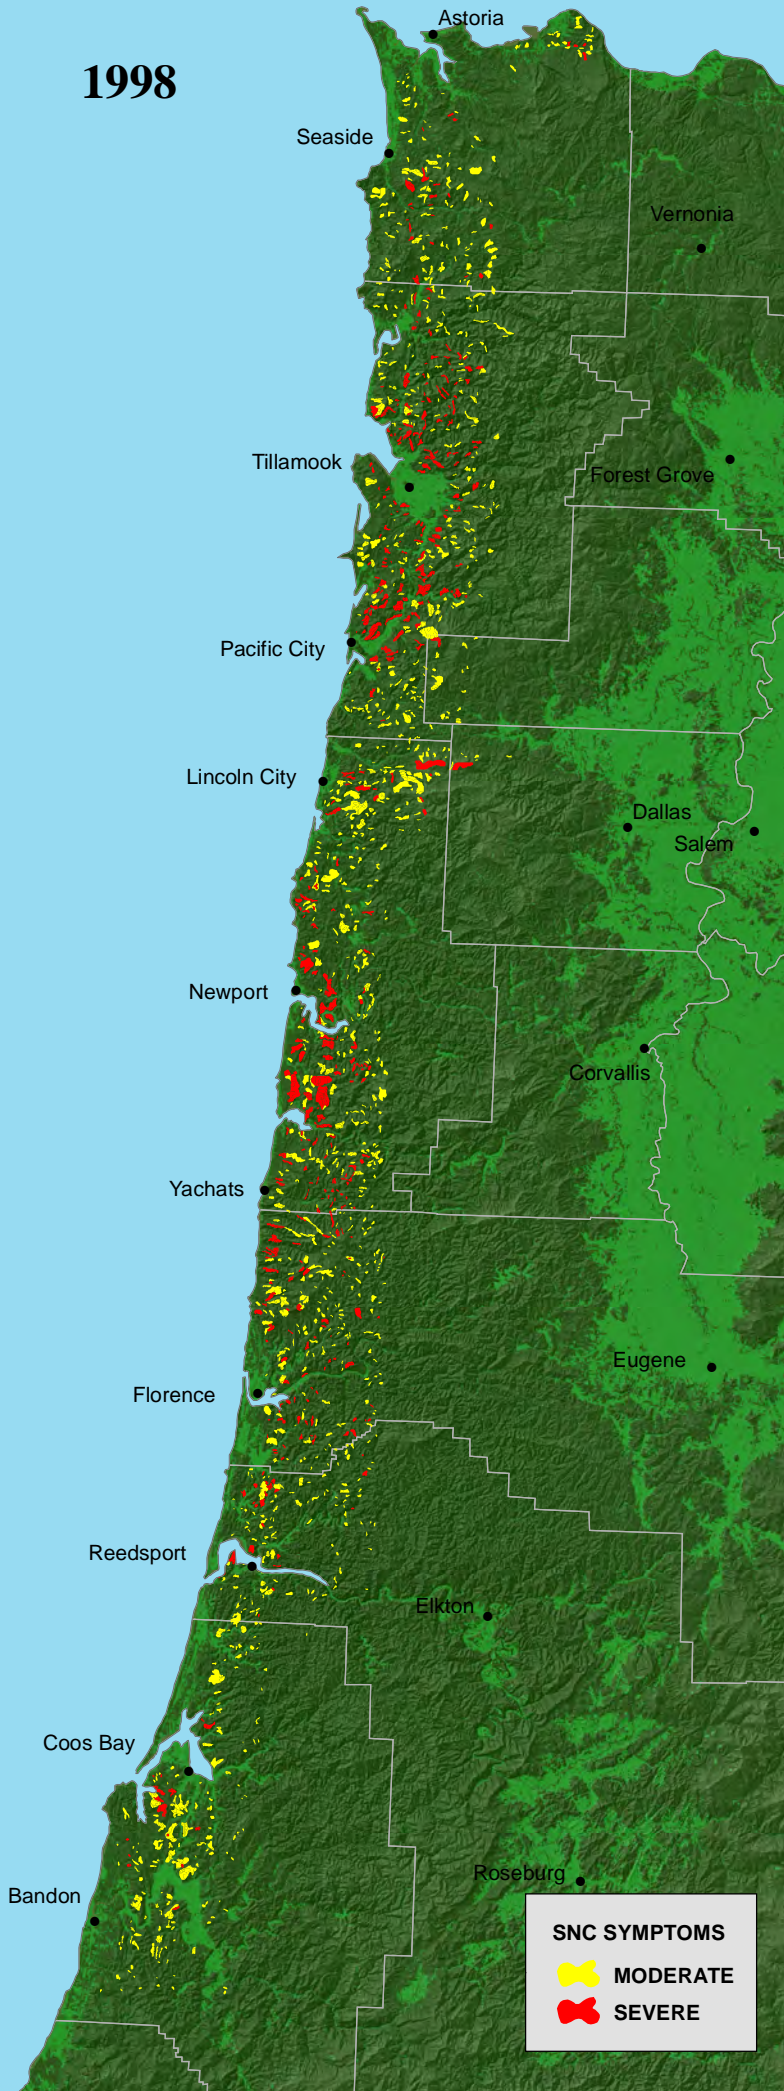 Astoria
1998
Seaside
Vernonia
Tillamook
Forest Grove
Pacific City
Lincoln City
Dallas
Salem
Newport
Corvallis
Yachats
Eugene
Florence
Reedsport
Elkton
Coos Bay
Roseburg
Bandon
SNC SYMPTOMS
MODERATE
SEVERE